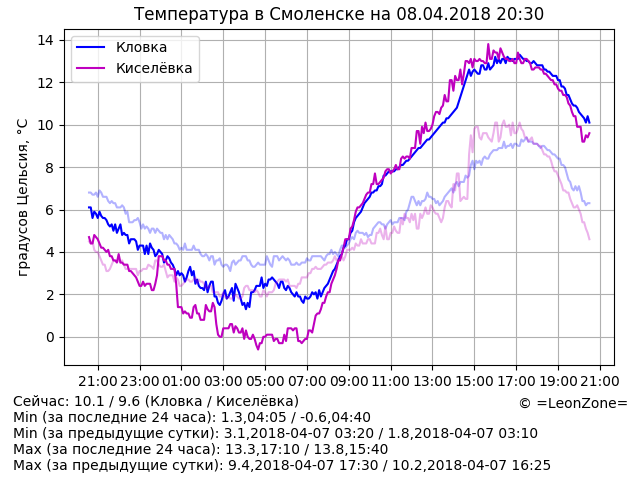 Температура в Смоленске на 08.04.2018 20:30
Кловка
Киселёвка
градусов Цельсия, °C
14
12
10
8
6
4
2
0
21:00 23:00 01:00 03:00 05:00 07:00 09:00 11:00 13:00 15:00 17:00 19:00 21:00
Сейчас: 10.1 / 9.6 (Кловка / Киселёвка)
© =LeonZone=
Min (за последние 24 часа): 1.3,04:05 / -0.6,04:40
Min (за предыдущие сутки): 3.1,2018-04-07 03:20 / 1.8,2018-04-07 03:10
Max (за последние 24 часа): 13.3,17:10 / 13.8,15:40
Max (за предыдущие сутки): 9.4,2018-04-07 17:30 / 10.2,2018-04-07 16:25